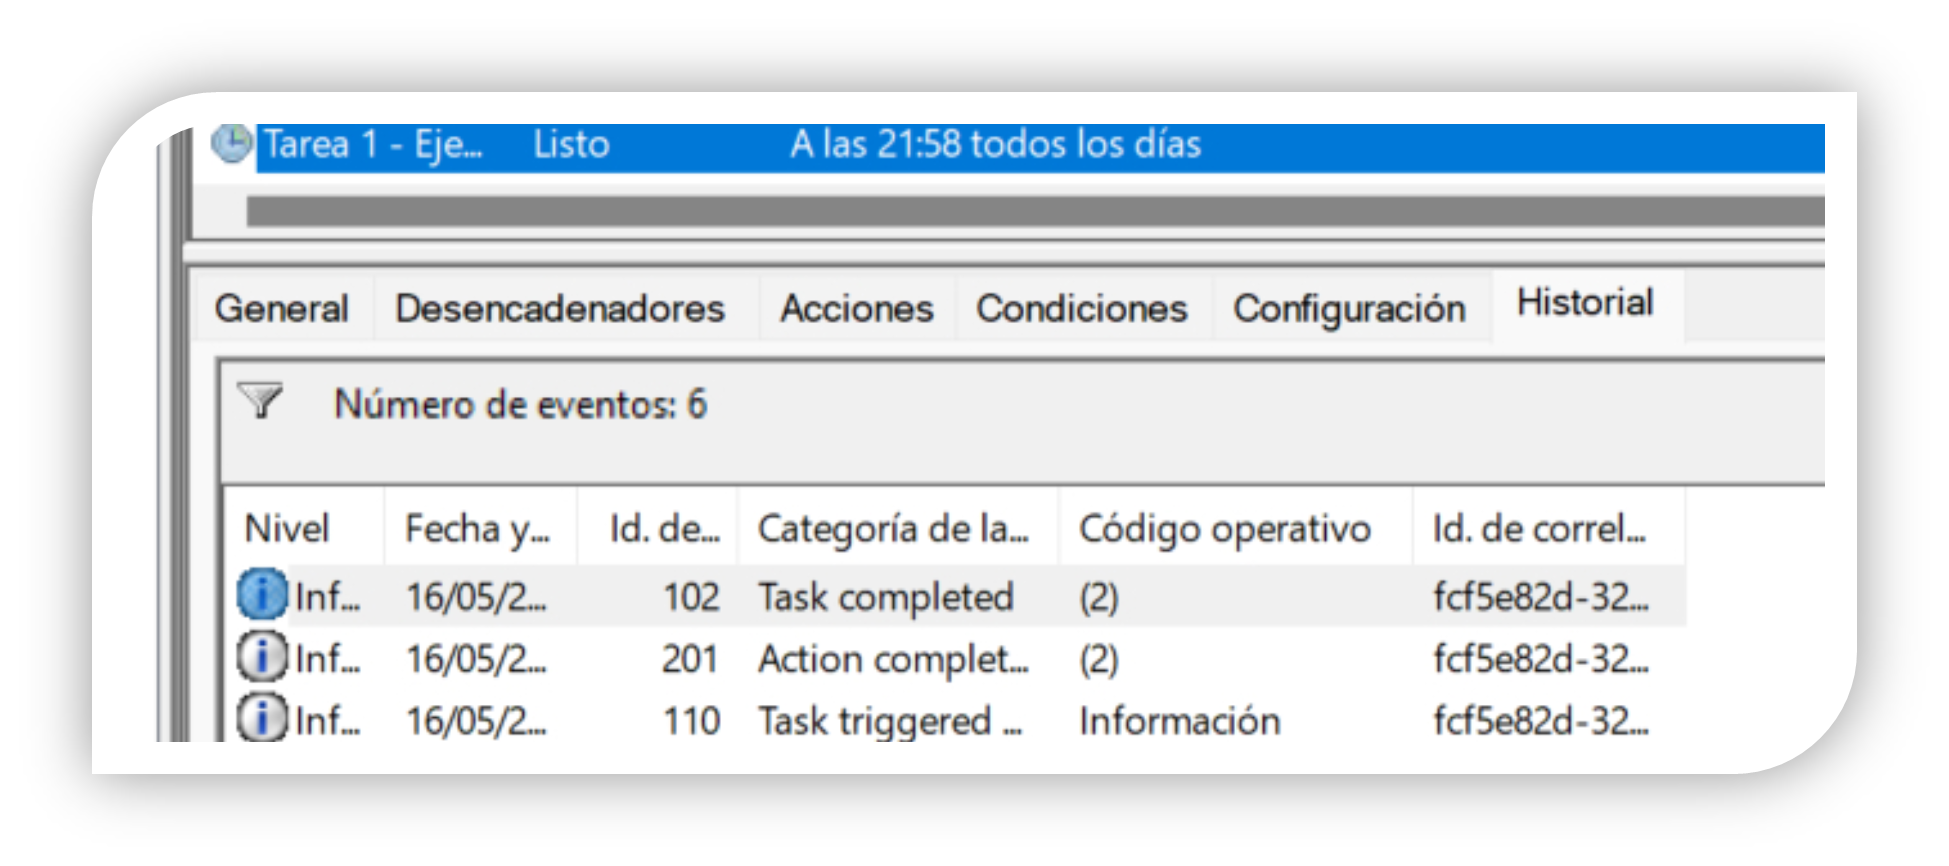 Tarea 1 - Eje... Listo A las 21:58 todos los días
General Desencadenadores Acciones Condiciones Configuración Historial
Número de eventos: 6
Nivel Fecha y... Id. de... Categoría de la... Código operativo Id. de correl...
Inf... 16/05/2... 102 Task completed (2) fcf5e82d-32...
Inf... 16/05/2... 201 Action complet... (2) fcf5e82d-32...
Inf... 16/05/2... 110 Task triggered ... Información fcf5e82d-32...